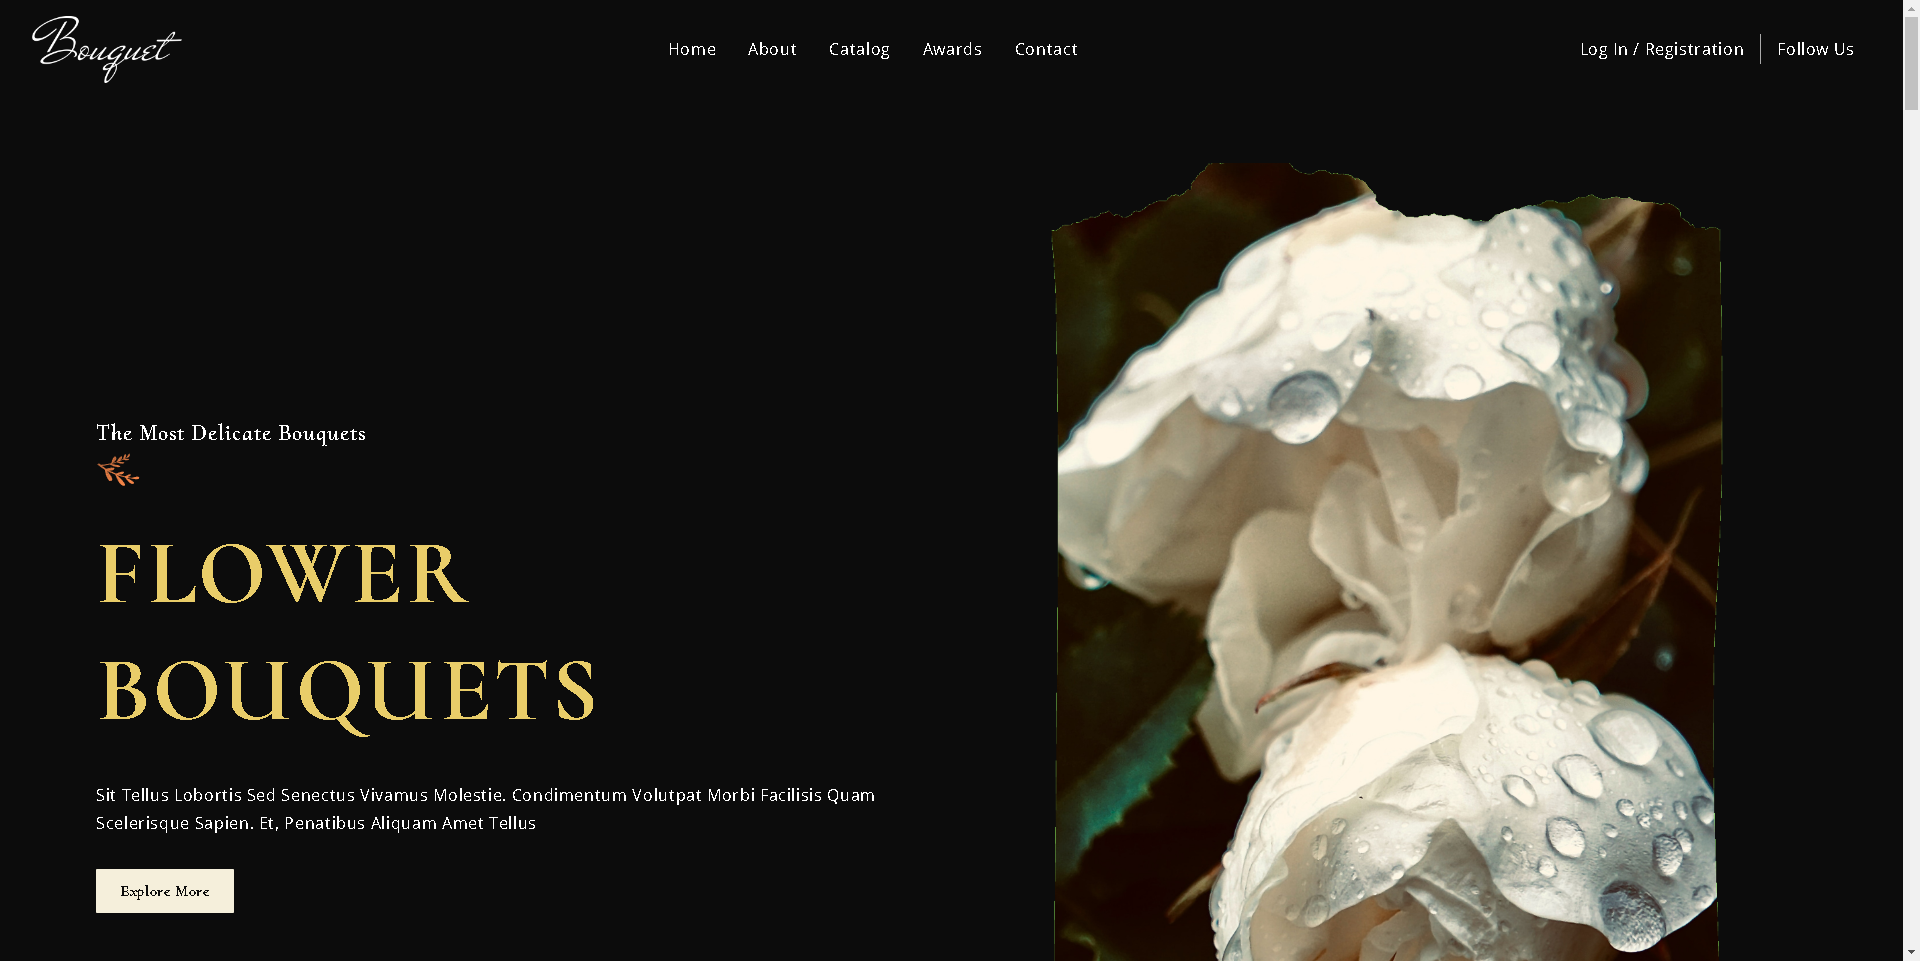 Bouquet
Home About Catalog Awards Contact
Log In / Registration Follow Us
The Most Delicate Bouquets
FLOWER
BOUQUETS
Sit Tellus Lobortis Sed Senectus Vivamus Molestie. Condimentum Volutpat Morbi Facilisis Quam
Scelerisque Sapien. Et, Penatibus Aliquam Amet Tellus
Explore More